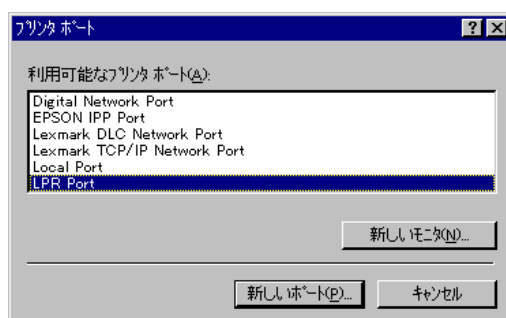 プリンタ ポート
利用可能なプリンタ ポート(A):
Digital Network Port
EPSON IPP Port
Lexmark DLC Network Port
Lexmark TCP/IP Network Port
Local Port
LPR Port
新しいモニタ(N)...
新しいポート(P)...
キャンセル